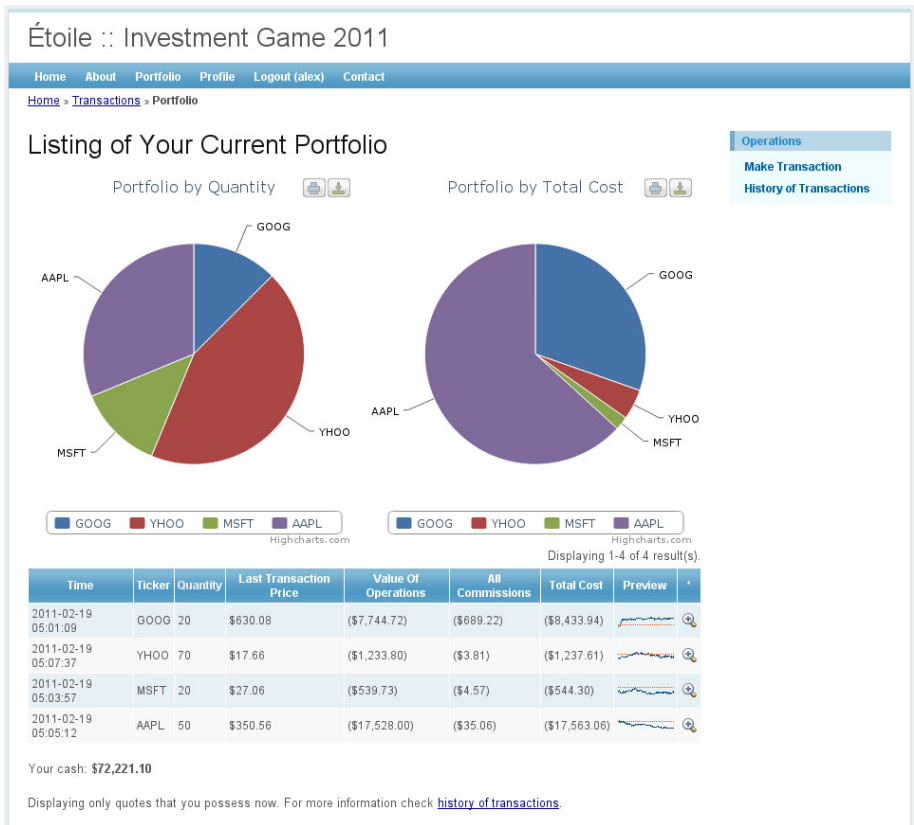 Étoile :: Investment Game 2011
Home About Portfolio Profile Logout (alex) Contact
Home » Transactions » Portfolio
Listing of Your Current Portfolio
Operations
Make Transaction
History of Transactions
Portfolio by Quantity
GOOG
AAPL
YHOO
MSFT
GOOG YHOO MSFT AAPL
Highcharts.com
Portfolio by Total Cost
GOOG
AAPL
YHOO
MSFT
GOOG YHOO MSFT AAPL
Highcharts.com
Displaying 1-4 of 4 result(s).
Time Ticker Quantity Last Transaction Price Value Of Operations All Commissions Total Cost Preview *
2011-02-19 05:01:09 GOOG 20 $630.08 ($7,744.72) ($689.22) ($8,433.94)
2011-02-19 05:07:37 YHOO 70 $17.66 ($1,233.80) ($3.81) ($1,237.61)
2011-02-19 05:03:57 MSFT 20 $27.06 ($539.73) ($4.57) ($544.30)
2011-02-19 05:05:12 AAPL 50 $350.56 ($17,528.00) ($35.06) ($17,563.06)
Your cash: $72,221.10
Displaying only quotes that you possess now. For more information check history of transactions.